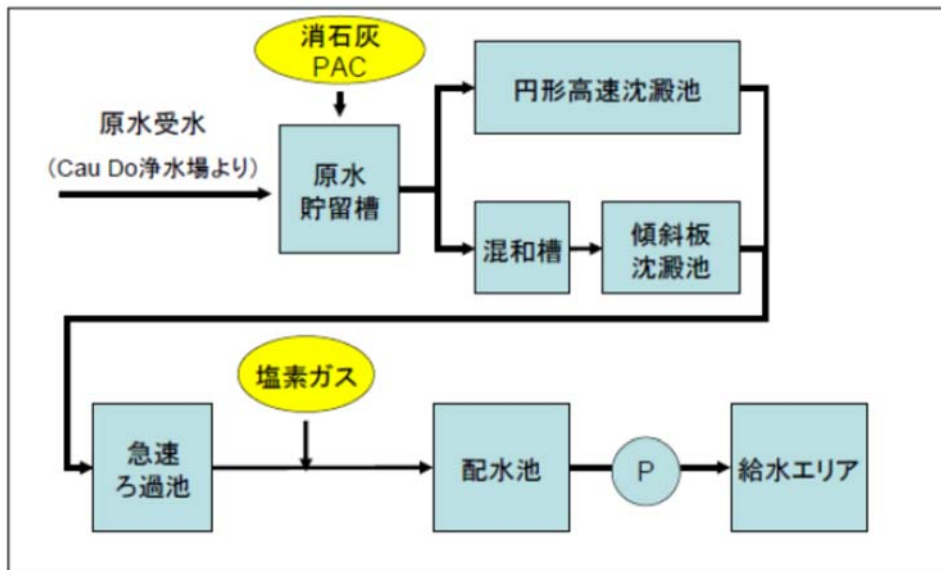 消石灰
PAC
原水受水
(Cau Do浄水場より)
原水
貯留槽
円形高速沈澱池
混和槽
傾斜板
沈澱池
塩素ガス
急速
ろ過池
配水池
P
給水エリア